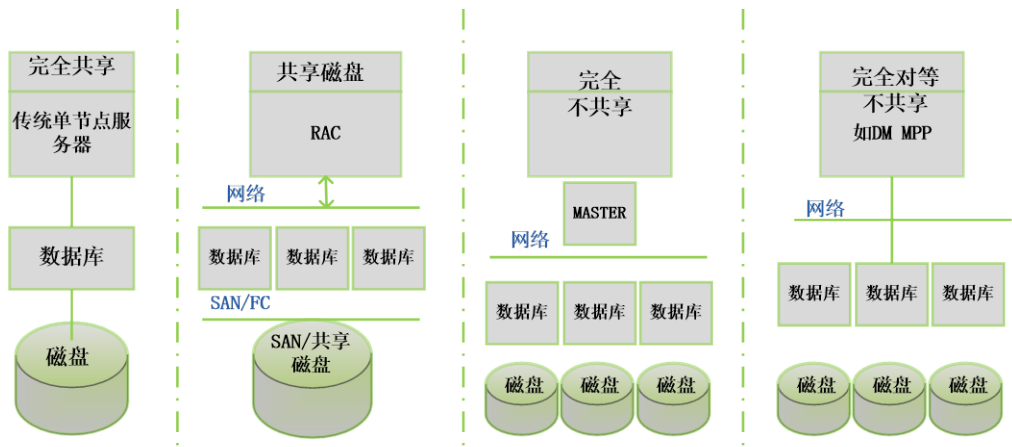 完全共享
传统单节点服
务器
数据库
磁盘
共享磁盘
RAC
网络
数据库
数据库
数据库
SAN/FC
SAN/共享
磁盘
完全
不共享
MASTER
网络
数据库
数据库
数据库
磁盘
磁盘
磁盘
完全对等
不共享
如DM MPP
网络
数据库
数据库
数据库
磁盘
磁盘
磁盘